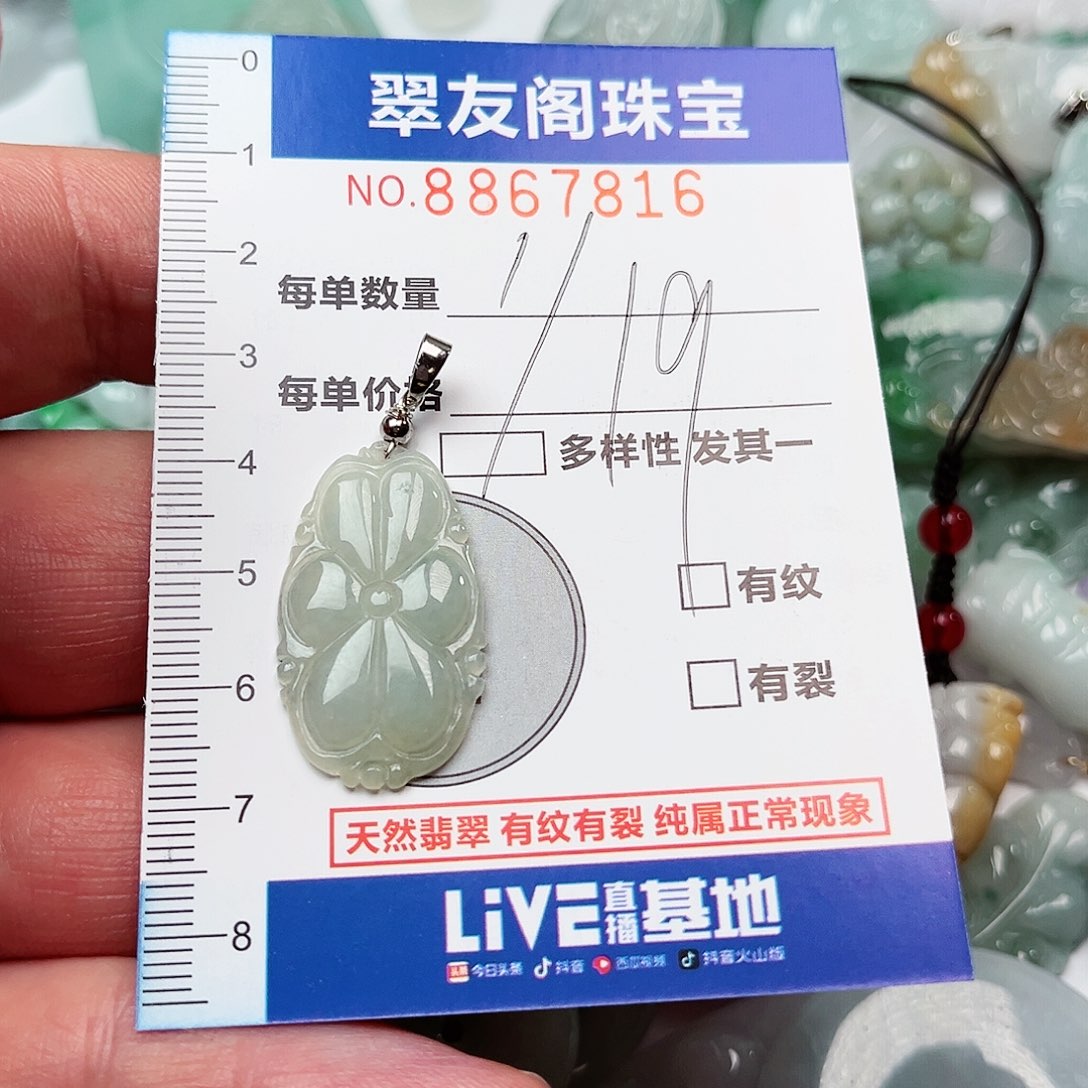 0
1
2
3
4
5
6
7
8
翠友阁珠宝
NO.8867816
每单数量
1/19
每单价格
多样性 发其一
有纹
有裂
天然翡翠 有纹有裂 纯属正常现象
LiVE直播基地
头条 今日头条 抖音 西瓜视频 抖音火山版